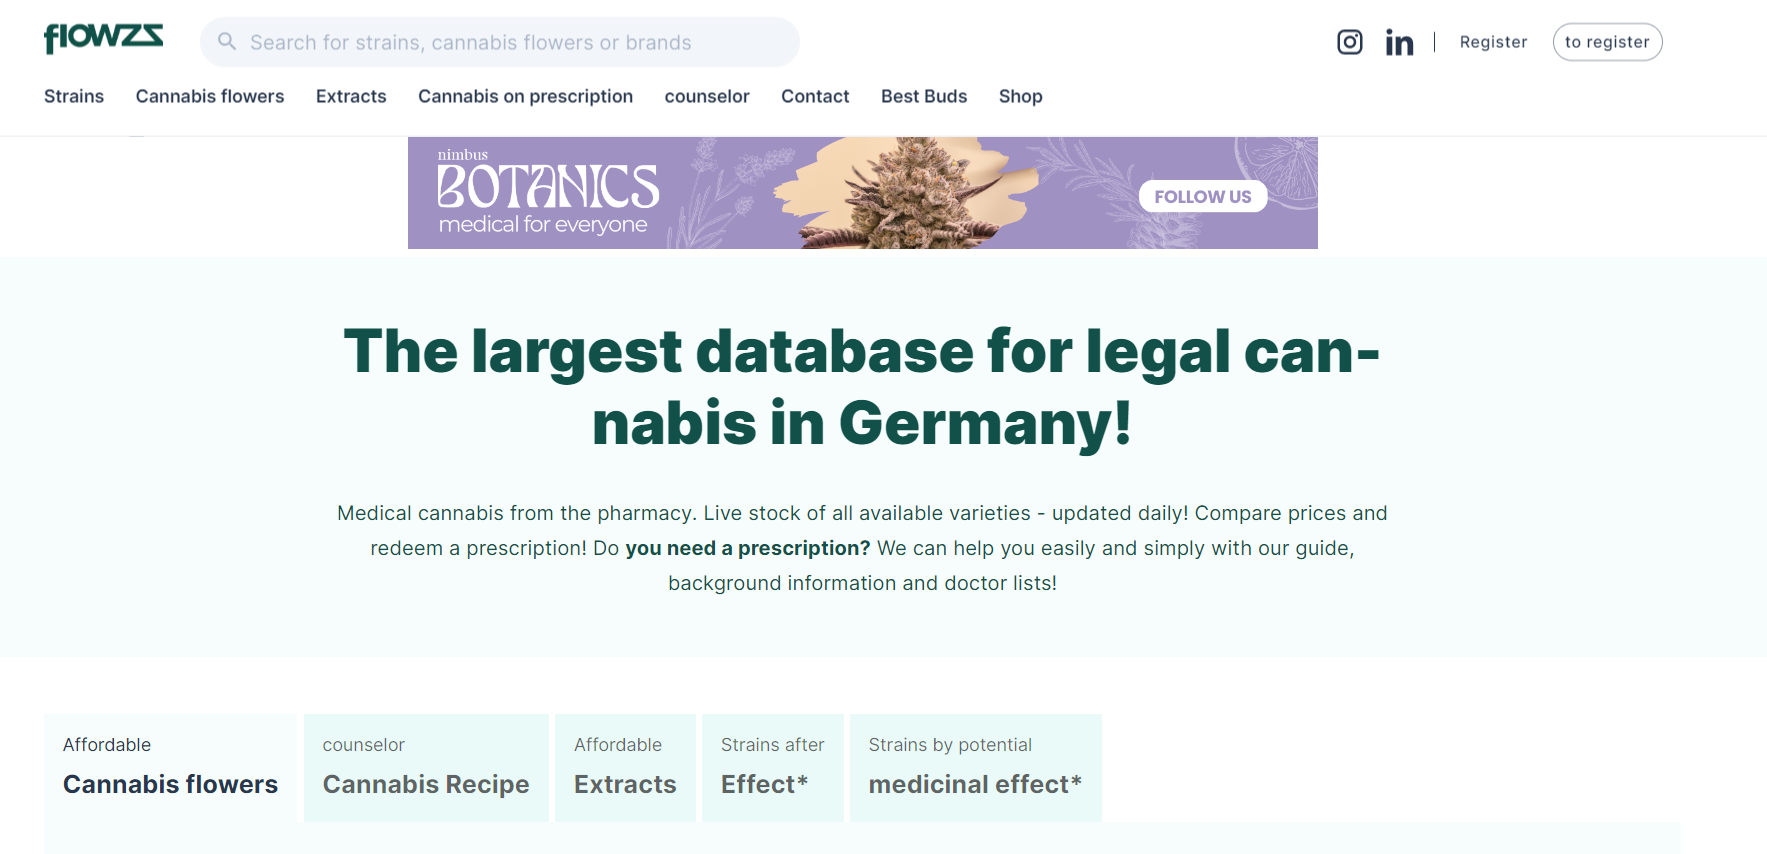 flowzz
Search for strains, cannabis flowers or brands
Register
to register
Strains
Cannabis flowers
Extracts
Cannabis on prescription
counselor
Contact
Best Buds
Shop
nimbus
BOTANICS
medical for everyone
FOLLOW US
The largest database for legal can-
nabis in Germany!
Medical cannabis from the pharmacy. Live stock of all available varieties - updated daily! Compare prices and
redeem a prescription! Do you need a prescription? We can help you easily and simply with our guide,
background information and doctor lists!
Affordable
Cannabis flowers
counselor
Cannabis Recipe
Affordable
Extracts
Strains after
Effect*
Strains by potential
medicinal effect*